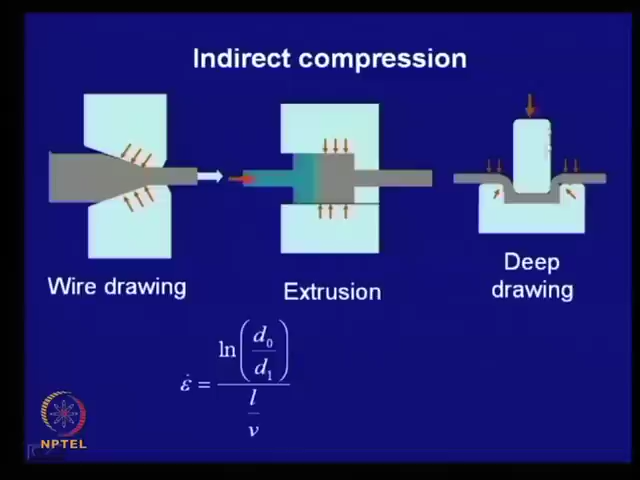 Indirect compression
Wire drawing
Extrusion
Deep
drawing
ε̇ = ln(d₀/d₁) / (l/v)
NPTEL